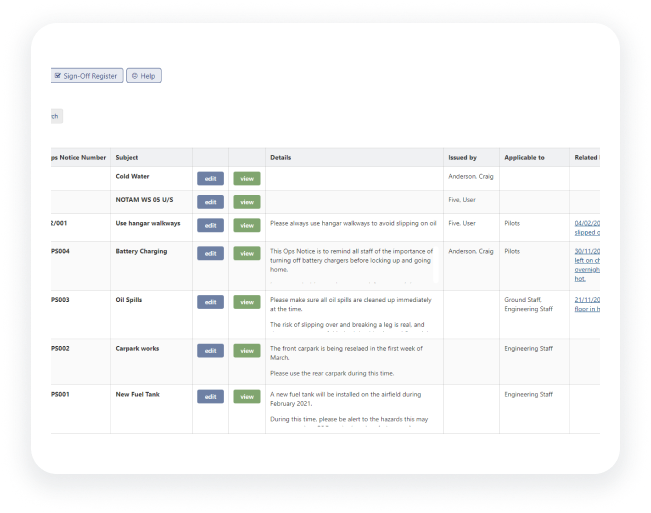 Sign-Off Register Help
ch
ps Notice Number Subject Details Issued by Applicable to Related
Cold Water edit view Anderson, Craig
NOTAM WS 05 U/S edit view Five, User
2/001 Use hangar walkways edit view Please always use hangar walkways to avoid slipping on oil Five, User Pilots 04/02/20
slipped o
PS004 Battery Charging edit view This Ops Notice is to remind all staff of the importance of Anderson, Craig Pilots 30/11/20
turning off battery chargers before locking up and going left on ch
home. overnigh
hot.
PS003 Oil Spills edit view Please make sure all oil spills are cleaned up immediately Ground Staff, 21/11/20
at the time. Engineering Staff floor in h
The risk of slipping over and breaking a leg is real, and
PS002 Carpark works edit view The front carpark is being reselaed in the first week of Engineering Staff
March.
Please use the rear carpark during this time.
PS001 New Fuel Tank edit view A new fuel tank will be installed on the airfield during Engineering Staff
February 2021.
During this time, please be alert to the hazards this may